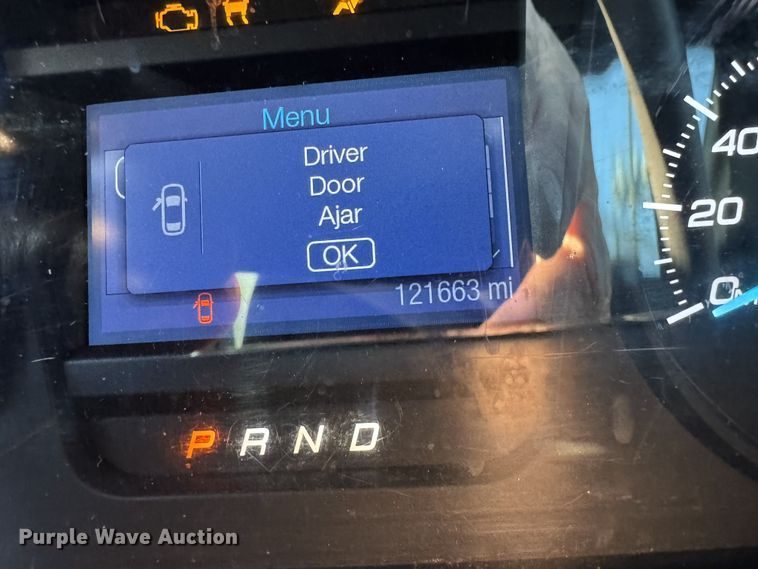 Menu
Driver
Door
Ajar
OK
121663 mi
40
20
0
P R N D
Purple Wave Auction